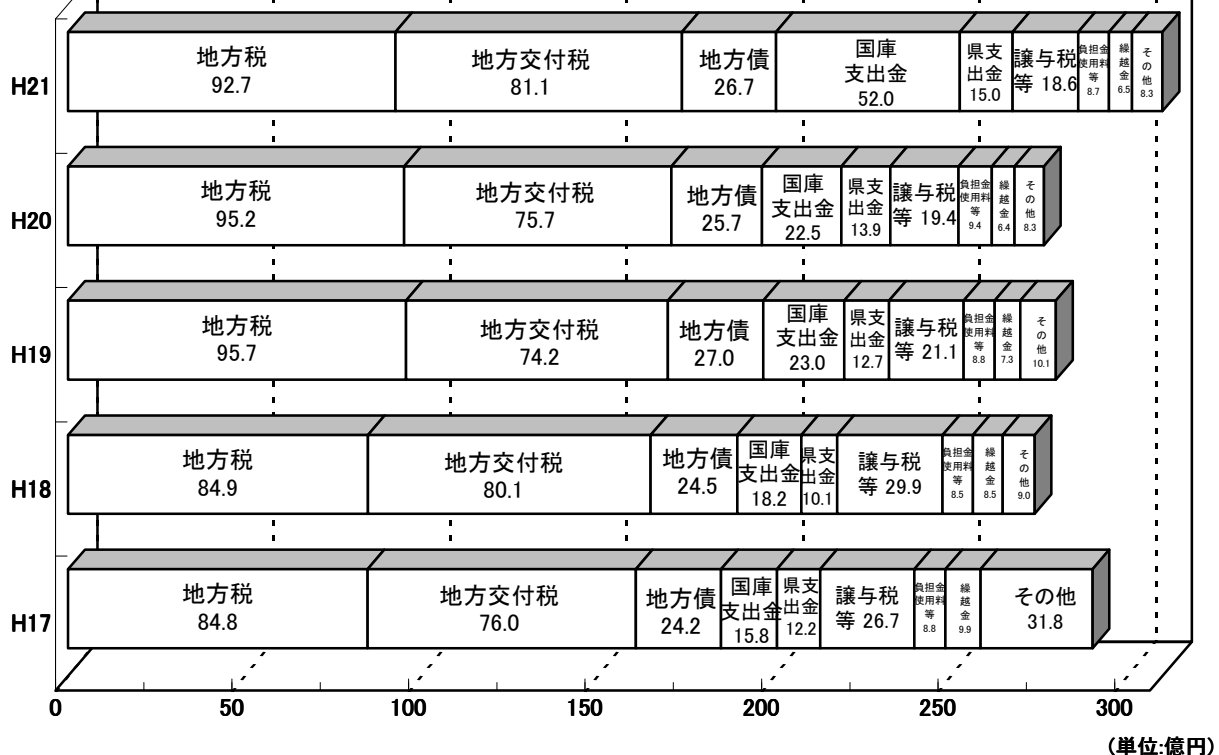 H21
地方税
92.7
地方交付税
81.1
地方債
26.7
国庫
支出金
52.0
県支
出金
15.0
譲与税
等 18.6
負担金
使用料
等
8.7
繰
越
金
6.5
そ
の
他
8.3
H20
地方税
95.2
地方交付税
75.7
地方債
25.7
国庫
支出金
22.5
県支
出金
13.9
譲与税
等 19.4
負担金
使用料
等
9.4
繰
越
金
6.4
そ
の
他
8.3
H19
地方税
95.7
地方交付税
74.2
地方債
27.0
国庫
支出金
23.0
県支
出金
12.7
譲与税
等 21.1
負担金
使用料
等
8.8
繰
越
金
7.3
そ
の
他
10.1
H18
地方税
84.9
地方交付税
80.1
地方債
24.5
国庫
支出金
18.2
県支
出金
10.1
譲与税
等 29.9
負担金
使用料
等
8.5
繰
越
金
8.5
そ
の
他
9.0
H17
地方税
84.8
地方交付税
76.0
地方債
24.2
国庫
支出金
15.8
県支
出金
12.2
譲与税
等 26.7
負担金
使用料
等
8.8
繰
越
金
9.9
その他
31.8
0 50 100 150 200 250 300
(単位:億円)